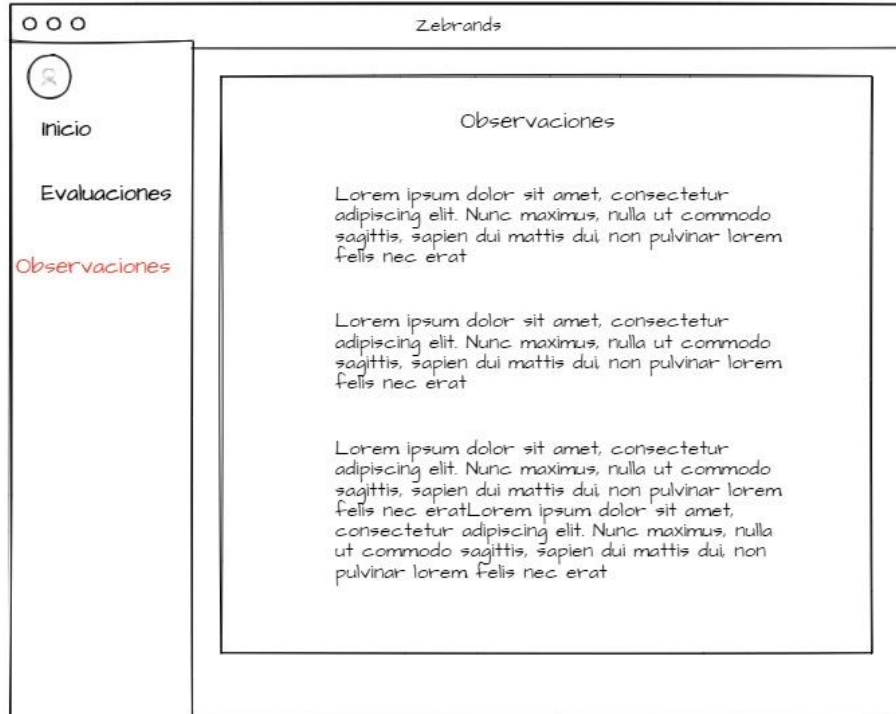 Zebrands
Inicio
Evaluaciones
Observaciones
Observaciones
Lorem ipsum dolor sit amet, consectetur
adipiscing elit. Nunc maximus, nulla ut commodo
sagittis, sapien dui mattis dui, non pulvinar lorem
felis nec erat
Lorem ipsum dolor sit amet, consectetur
adipiscing elit. Nunc maximus, nulla ut commodo
sagittis, sapien dui mattis dui, non pulvinar lorem
felis nec erat
Lorem ipsum dolor sit amet, consectetur
adipiscing elit. Nunc maximus, nulla ut commodo
sagittis, sapien dui mattis dui, non pulvinar lorem
felis nec eratLorem ipsum dolor sit amet,
consectetur adipiscing elit. Nunc maximus, nulla
ut commodo sagittis, sapien dui mattis dui, non
pulvinar lorem felis nec erat